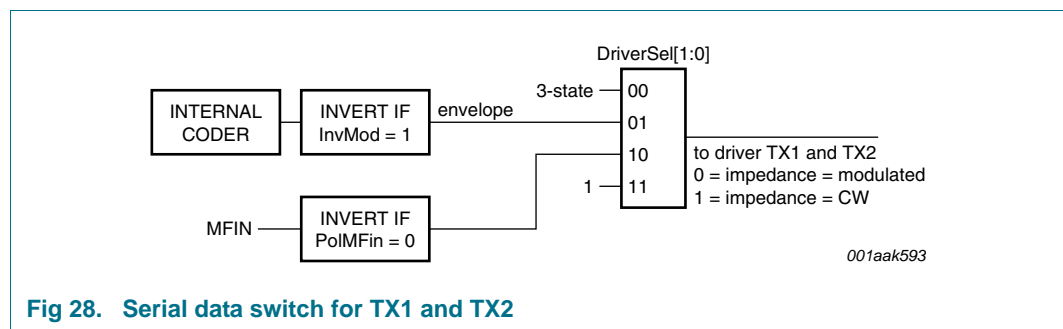 DriverSel[1:0]
3-state
00
INTERNAL
CODER
INVERT IF
InvMod = 1
envelope
01
10
1
11
to driver TX1 and TX2
0 = impedance = modulated
1 = impedance = CW
MFIN
INVERT IF
PolMFin = 0
001aak593
Fig 28. Serial data switch for TX1 and TX2